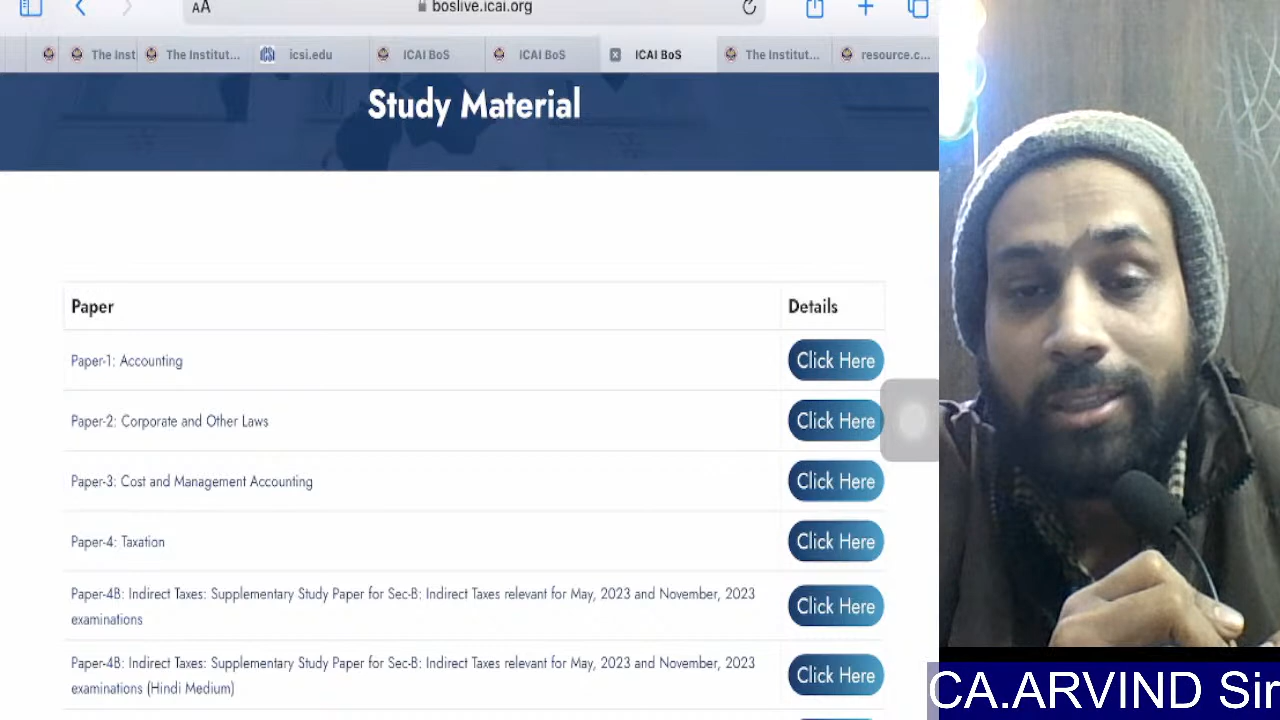 AA
boslive.icai.org
The Inst
The Institut...
icsi.edu
ICAI BoS
ICAI BoS
ICAI BoS
The Institut...
resource.c...
Study Material
Paper
Details
Paper-1: Accounting
Click Here
Paper-2: Corporate and Other Laws
Click Here
Paper-3: Cost and Management Accounting
Click Here
Paper-4: Taxation
Click Here
Paper-4B: Indirect Taxes: Supplementary Study Paper for Sec-B: Indirect Taxes relevant for May, 2023 and November, 2023
examinations
Click Here
Paper-4B: Indirect Taxes: Supplementary Study Paper for Sec-B: Indirect Taxes relevant for May, 2023 and November, 2023
examinations (Hindi Medium)
Click Here
CA.ARVIND Sir